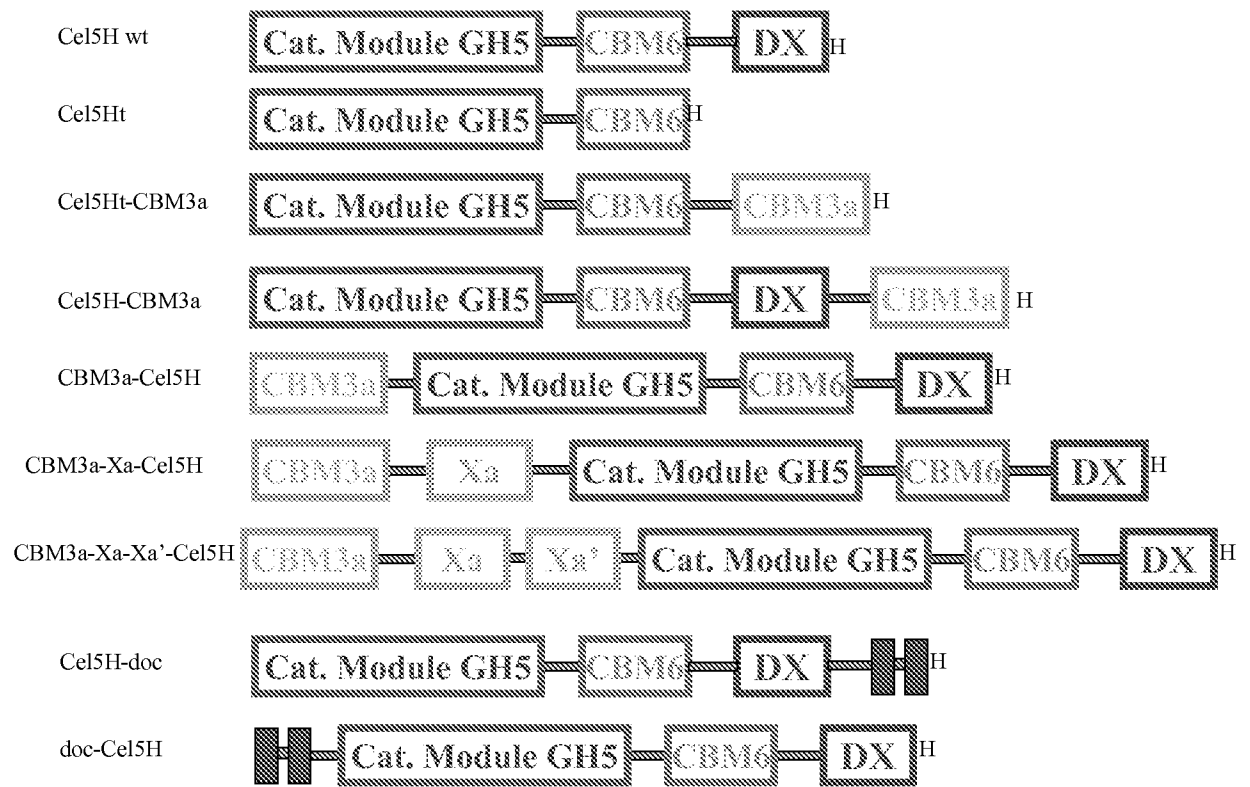 Cel5H wt Cat. Module GH5 CBM6 DX H
Cel5Ht Cat. Module GH5 CBM6 H
Cel5Ht-CBM3a Cat. Module GH5 CBM6 CBM3a H
Cel5H-CBM3a Cat. Module GH5 CBM6 DX CBM3a H
CBM3a-Cel5H CBM3a Cat. Module GH5 CBM6 DX H
CBM3a-Xa-Cel5H CBM3a Xa Cat. Module GH5 CBM6 DX H
CBM3a-Xa-Xa’-Cel5H CBM3a Xa Xa’ Cat. Module GH5 CBM6 DX H
Cel5H-doc Cat. Module GH5 CBM6 DX H
doc-Cel5H Cat. Module GH5 CBM6 DX H